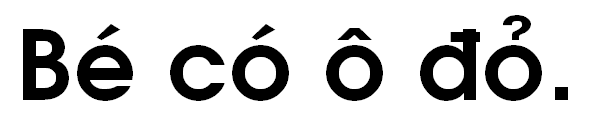 Bé có ô đỏ.